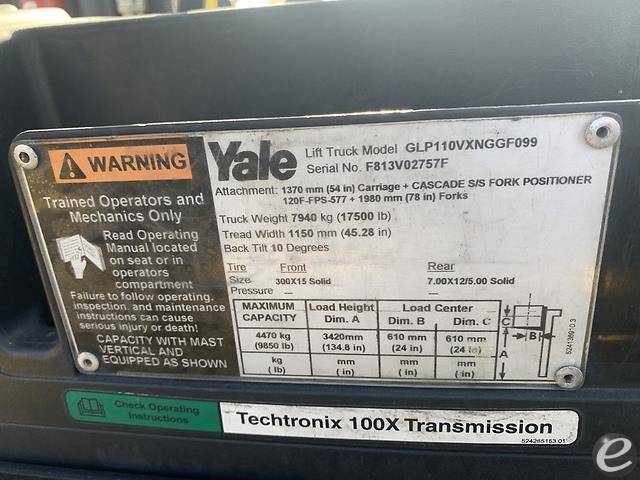 WARNING
Trained Operators and
Mechanics Only
Read Operating
Manual located
on seat or in
operators
compartment
Failure to follow operating,
inspection, and maintenance
instructions can cause
serious injury or death!
CAPACITY WITH MAST
VERTICAL AND
EQUIPPED AS SHOWN
Yale
Lift Truck Model GLP110VXNGGF099
Serial No. F813V02757F
Attachment: 1370 mm (54 in) Carriage + CASCADE S/S FORK POSITIONER
120F-FPS-577 + 1980 mm (78 in) Forks
Truck Weight 7940 kg (17500 lb)
Tread Width 1150 mm (45.28 in)
Back Tilt 10 Degrees
Tire Front Rear
Size 300X15 Solid 7.00X12/5.00 Solid
Pressure — —
MAXIMUM CAPACITY Load Height Dim. A Load Center Dim. B Dim. C
4470 kg (9850 lb) 3420mm (134.8 in) 610 mm (24 in) 610 mm (24 in)
kg (lb) mm (in) mm (in) mm (in)
C
B
A
524138910.3
Check Operating
Instructions
Techtronix 100X Transmission
524265153.01
e